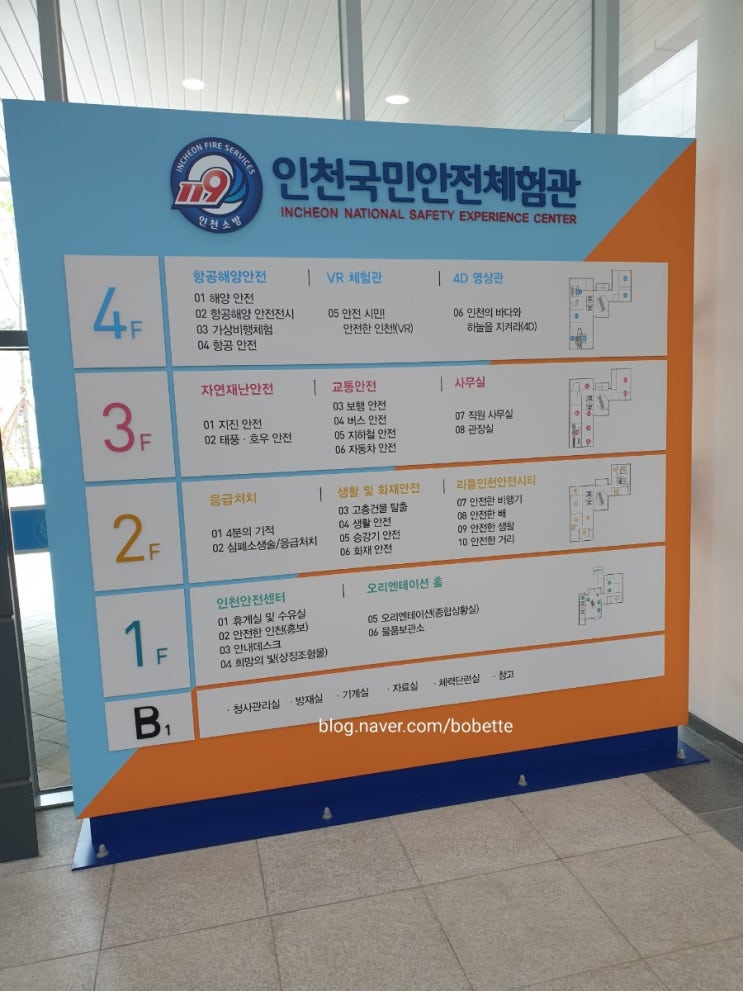 INCHEON FIRE SERVICES
119
인천소방
인천국민안전체험관
INCHEON NATIONAL SAFETY EXPERIENCE CENTER
4F
항공해양안전
01 해양 안전
02 항공해양 안전전시
03 가상비행체험
04 항공 안전
VR 체험관
05 안전 시민!
안전한 인천!(VR)
4D 영상관
06 인천의 바다와
하늘을 지켜라(4D)
3F
자연재난안전
01 지진 안전
02 태풍·호우 안전
교통안전
03 보행 안전
04 버스 안전
05 지하철 안전
06 자동차 안전
사무실
07 직원 사무실
08 관장실
2F
응급처치
01 4분의 기적
02 심폐소생술/응급처치
생활 및 화재안전
03 고층건물 탈출
04 생활 안전
05 승강기 안전
06 화재 안전
리틀인천안전시티
07 안전한 비행기
08 안전한 배
09 안전한 생활
10 안전한 거리
1F
인천안전센터
01 휴게실 및 수유실
02 안전한 인천(홍보)
03 안내데스크
04 희망의 빛(상징조형물)
오리엔테이션 홀
05 오리엔테이션(종합상황실)
06 물품보관소
B1
· 청사관리실 · 방재실 · 기계실 · 자료실 · 체력단련실 · 창고
blog.naver.com/bobette